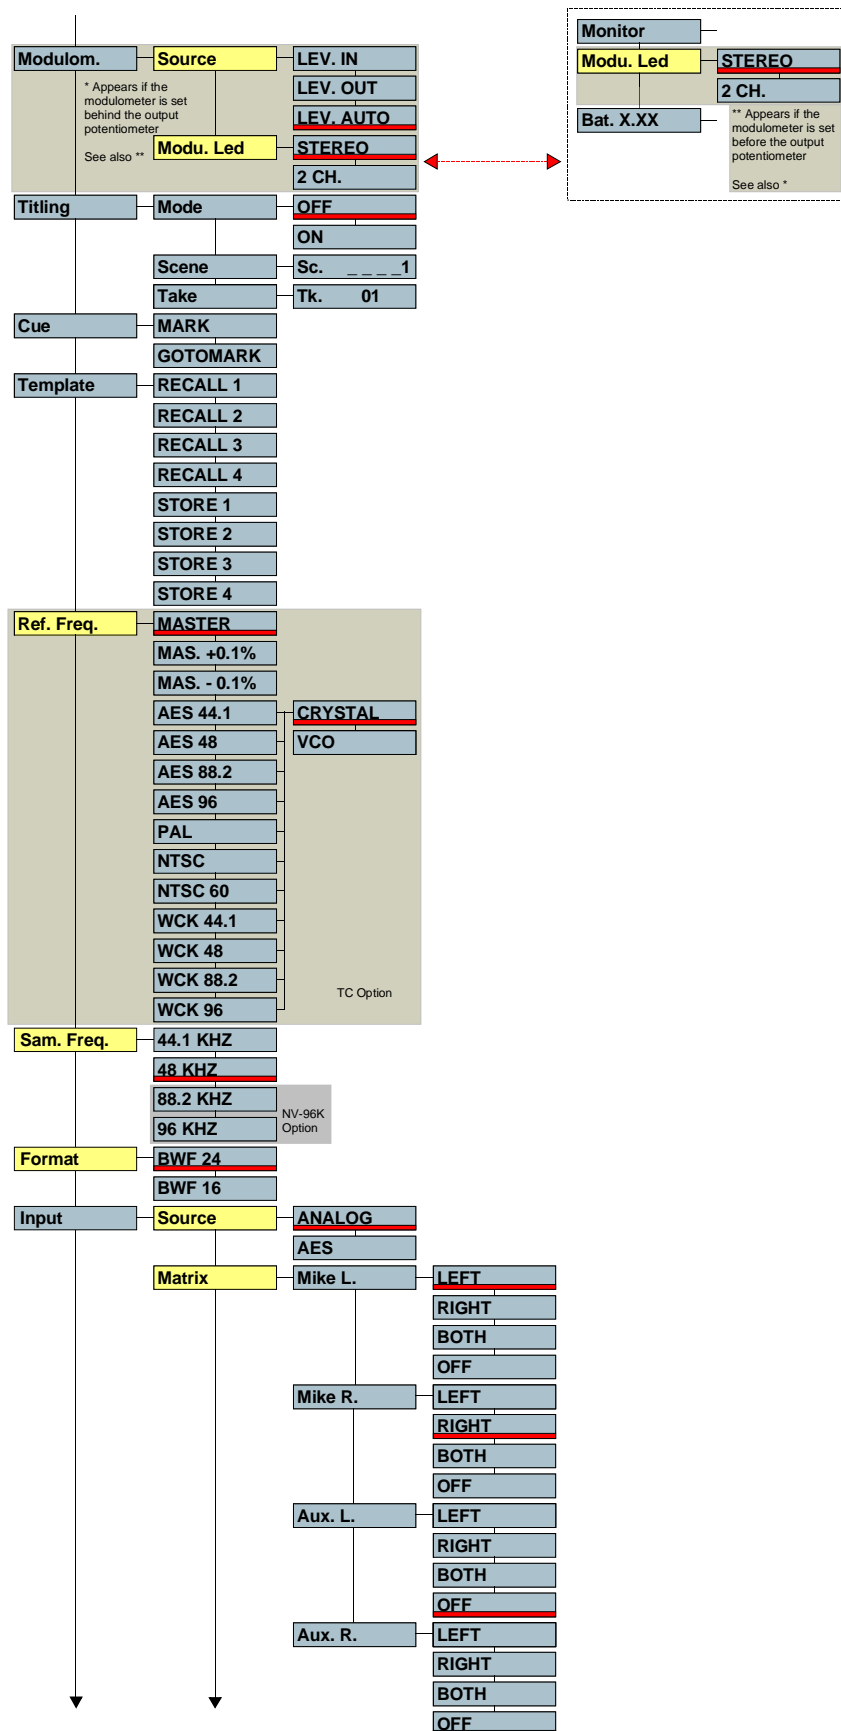 Monitor
Modulom.
Source
LEV. IN
Modu. Led
STEREO
* Appears if the
modulometer is set
behind the output
potentiometer
See also **
LEV. OUT
2 CH.
LEV. AUTO
Bat. X.XX
** Appears if the
modulometer is set
before the output
potentiometer
See also *
Modu. Led
STEREO
2 CH.
Titling
Mode
OFF
ON
Scene
Sc. _ _ _ _1
Take
Tk. 01
Cue
MARK
GOTOMARK
Template
RECALL 1
RECALL 2
RECALL 3
RECALL 4
STORE 1
STORE 2
STORE 3
STORE 4
Ref. Freq.
MASTER
MAS. +0.1%
MAS. - 0.1%
AES 44.1
CRYSTAL
AES 48
VCO
AES 88.2
AES 96
PAL
NTSC
NTSC 60
WCK 44.1
WCK 48
WCK 88.2
TC Option
WCK 96
Sam. Freq.
44.1 KHZ
48 KHZ
88.2 KHZ
96 KHZ
NV-96K
Option
Format
BWF 24
BWF 16
Input
Source
ANALOG
AES
Matrix
Mike L.
LEFT
RIGHT
BOTH
OFF
Mike R.
LEFT
RIGHT
BOTH
OFF
Aux. L.
LEFT
RIGHT
BOTH
OFF
Aux. R.
LEFT
RIGHT
BOTH
OFF